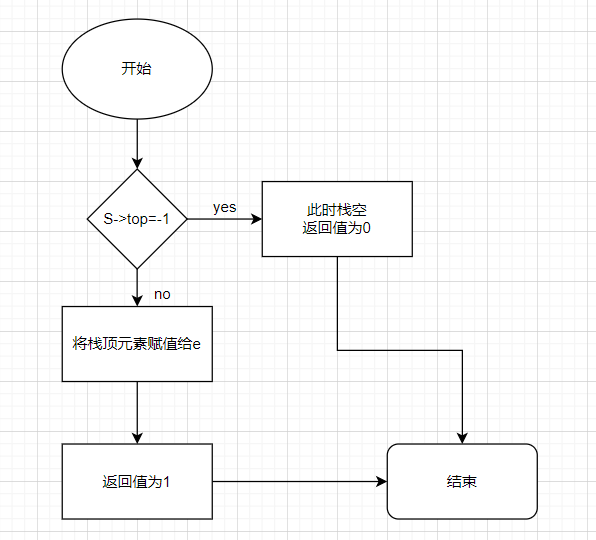 开始
S->top=-1
yes
此时栈空
返回值为0
no
将栈顶元素赋值给e
返回值为1
结束